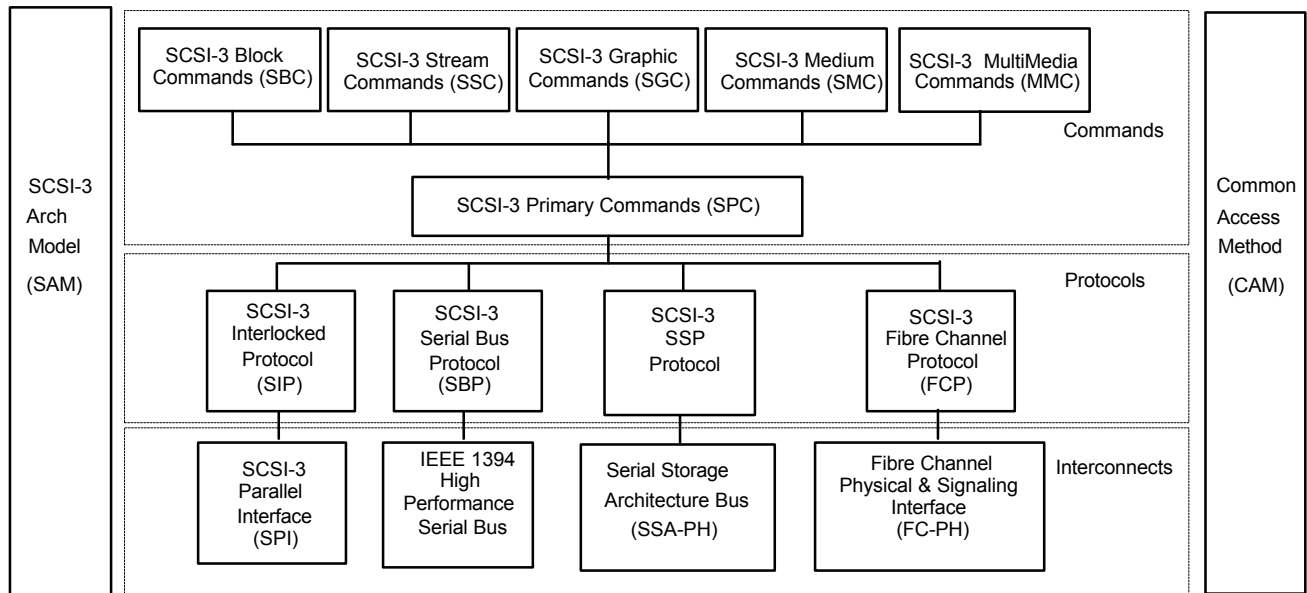 SCSI-3
Arch
Model
(SAM)
SCSI-3 Block
Commands (SBC)
SCSI-3 Stream
Commands (SSC)
SCSI-3 Graphic
Commands (SGC)
SCSI-3 Medium
Commands (SMC)
SCSI-3 MultiMedia
Commands (MMC)
Commands
SCSI-3 Primary Commands (SPC)
Protocols
SCSI-3
Interlocked
Protocol
(SIP)
SCSI-3
Serial Bus
Protocol
(SBP)
SCSI-3
SSP
Protocol
SCSI-3
Fibre Channel
Protocol
(FCP)
Interconnects
SCSI-3
Parallel
Interface
(SPI)
IEEE 1394
High
Performance
Serial Bus
Serial Storage
Architecture Bus
(SSA-PH)
Fibre Channel
Physical & Signaling
Interface
(FC-PH)
Common
Access
Method
(CAM)